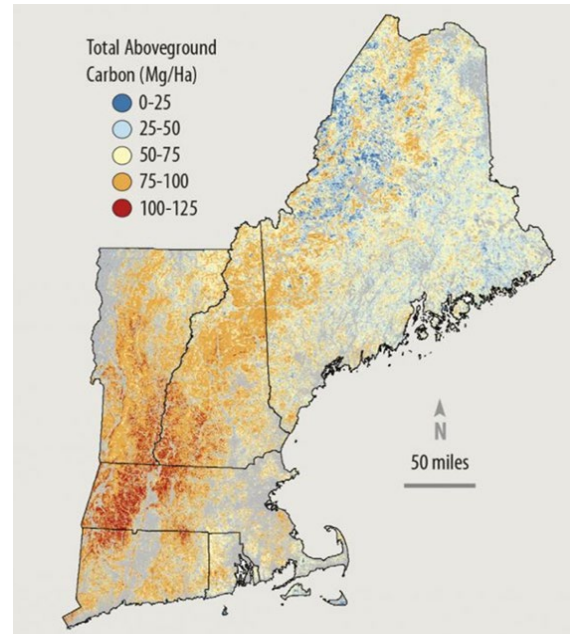 Total Aboveground
Carbon (Mg/Ha)
0-25
25-50
50-75
75-100
100-125
N
50 miles